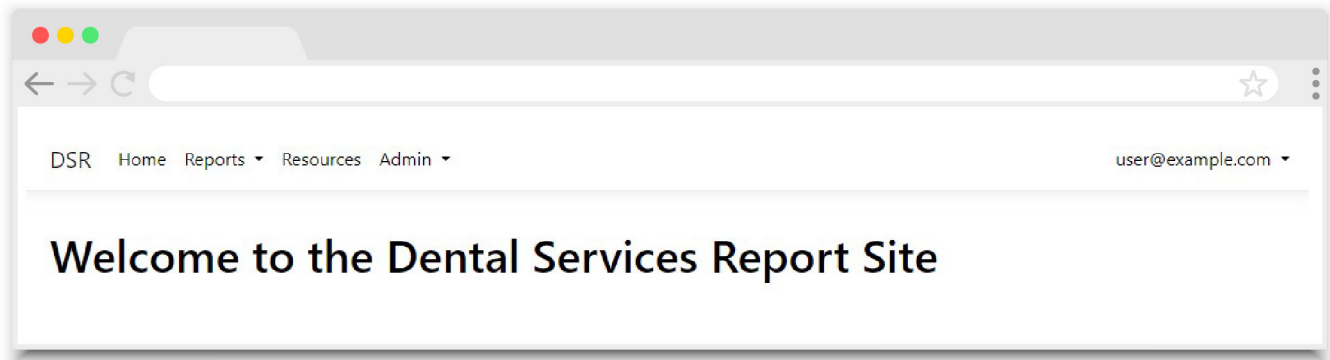 DSR Home Reports Resources Admin user@example.com
Welcome to the Dental Services Report Site